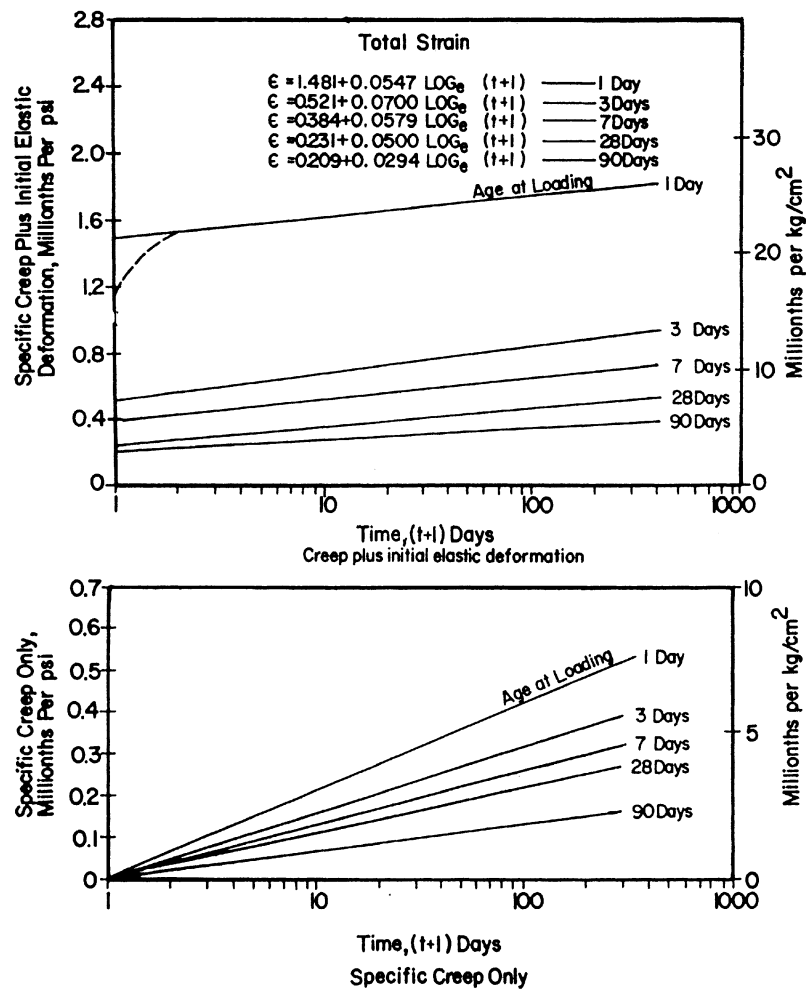 Total Strain
Є =1.481+0.0547 LOGe (t+1) 1 Day
Є =0.521+0.0700 LOGe (t+1) 3 Days
Є =0.384+0.0579 LOGe (t+1) 7 Days
Є =0.231+0.0500 LOGe (t+1) 28 Days
Є =0.209+0.0294 LOGe (t+1) 90 Days
Specific Creep Plus Initial Elastic
Deformation, Millionths Per psi
2.8
2.4
2.0
1.6
1.2
0.8
0.4
0
30
20
10
0
Millionths per kg/cm2
Age at Loading
1 Day
3 Days
7 Days
28 Days
90 Days
1
10
100
1000
Time, (t+1) Days
Creep plus initial elastic deformation
Specific Creep Only,
Millionths Per psi
0.7
0.6
0.5
0.4
0.3
0.2
0.1
0
10
5
0
Millionths per kg/cm2
Age at Loading
1 Day
3 Days
7 Days
28 Days
90 Days
1
10
100
1000
Time, (t+1) Days
Specific Creep Only